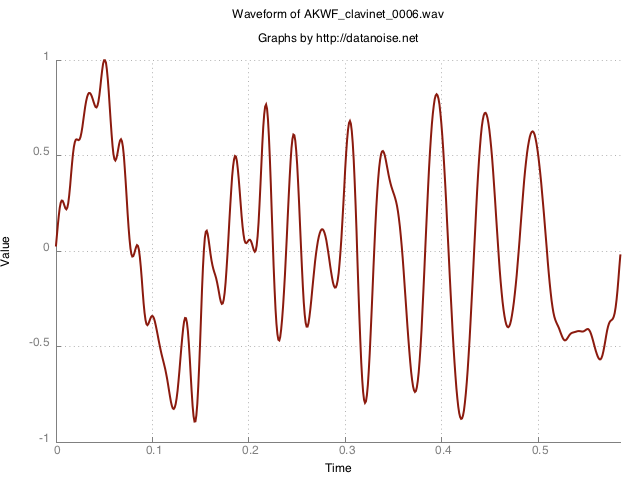 Waveform of AKWF_clavinet_0006.wav
Graphs by http://datanoise.net
1
0.5
0
-0.5
-1
Value
0
0.1
0.2
0.3
0.4
0.5
Time